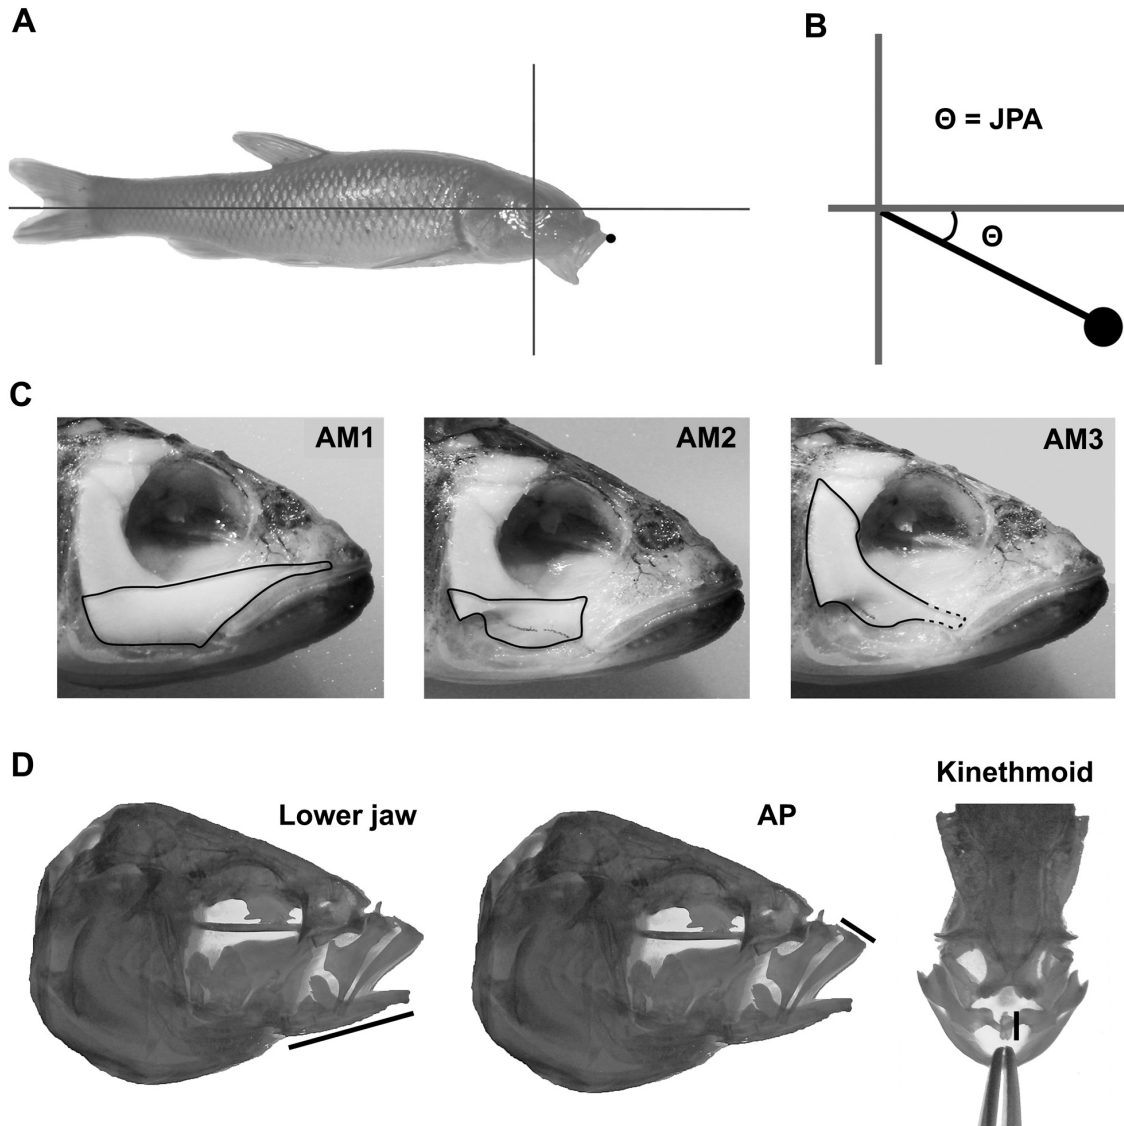 A
B
Θ = JPA
Θ
C
AM1
AM2
AM3
D
Lower jaw
AP
Kinethmoid